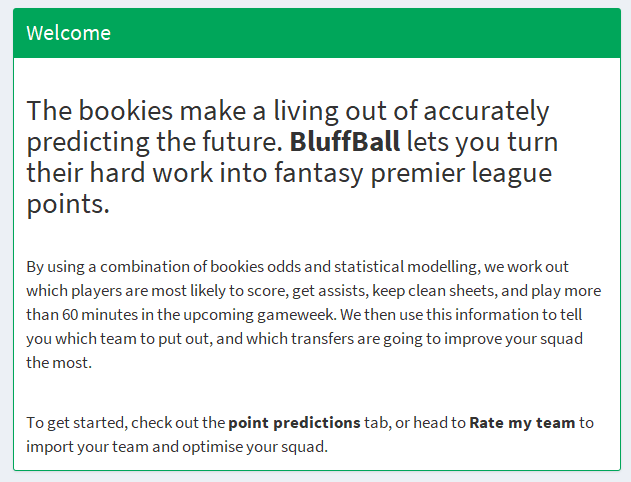 Welcome
The bookies make a living out of accurately
predicting the future. BluffBall lets you turn
their hard work into fantasy premier league
points.
By using a combination of bookies odds and statistical modelling, we work out
which players are most likely to score, get assists, keep clean sheets, and play more
than 60 minutes in the upcoming gameweek. We then use this information to tell
you which team to put out, and which transfers are going to improve your squad
the most.
To get started, check out the point predictions tab, or head to Rate my team to
import your team and optimise your squad.